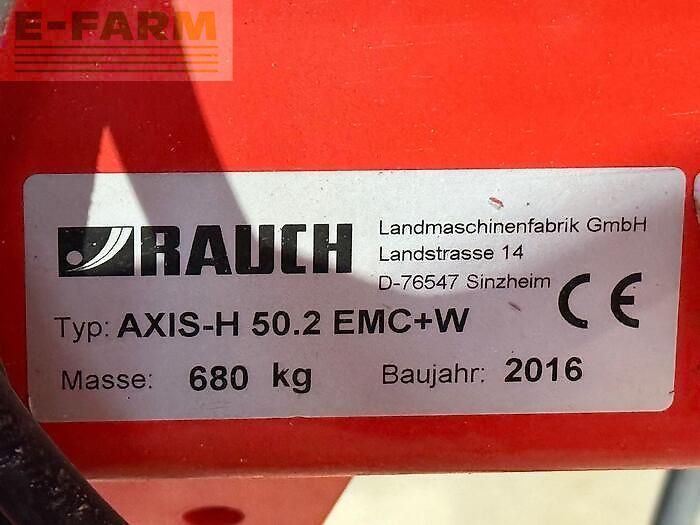 E-FARM
RAUCH
Landmaschinenfabrik GmbH
Landstrasse 14
D-76547 Sinzheim
Typ: AXIS-H 50.2 EMC+W
CE
Masse: 680 kg
Baujahr: 2016